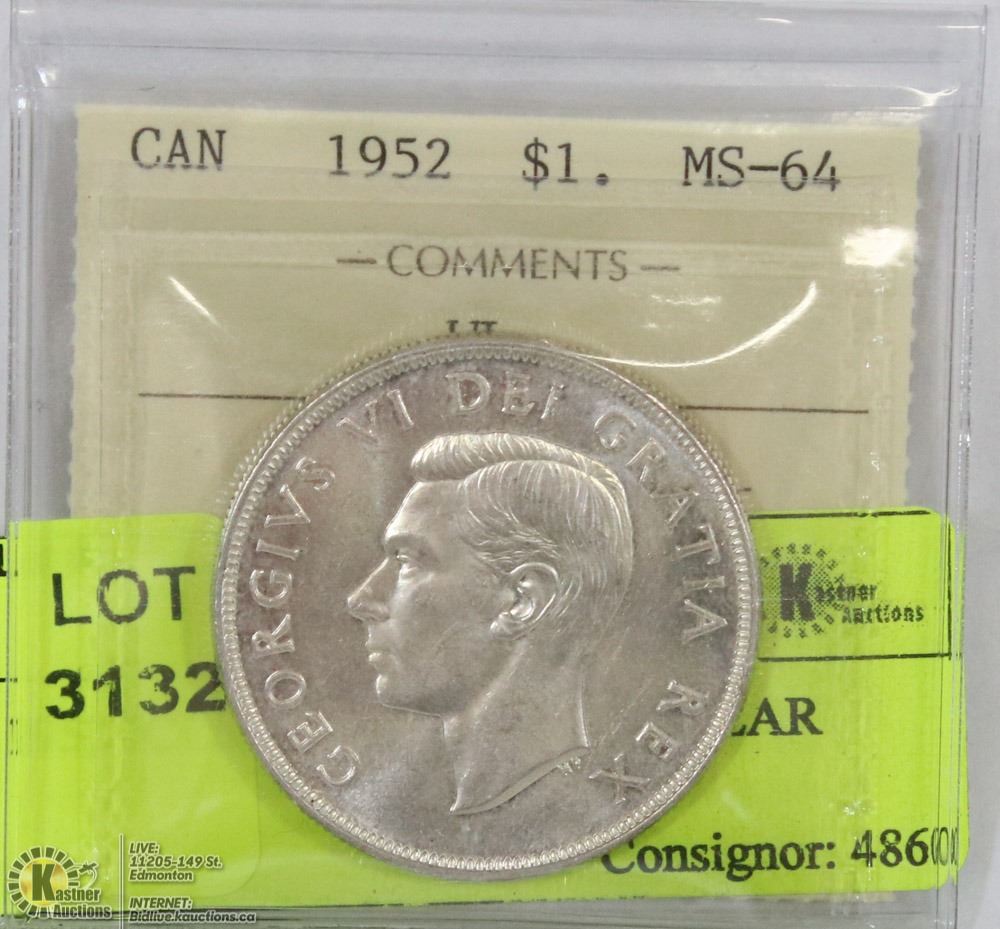 CAN 1952 $1. MS-64
COMMENTS
GEORGIVS VI DEI GRATIA REX
LOT
3132
Kastner
Auctions
Consignor: 486
Kastner
Auctions
LIVE:
11205-149 St.
Edmonton
INTERNET:
Bidlive.kauctions.ca